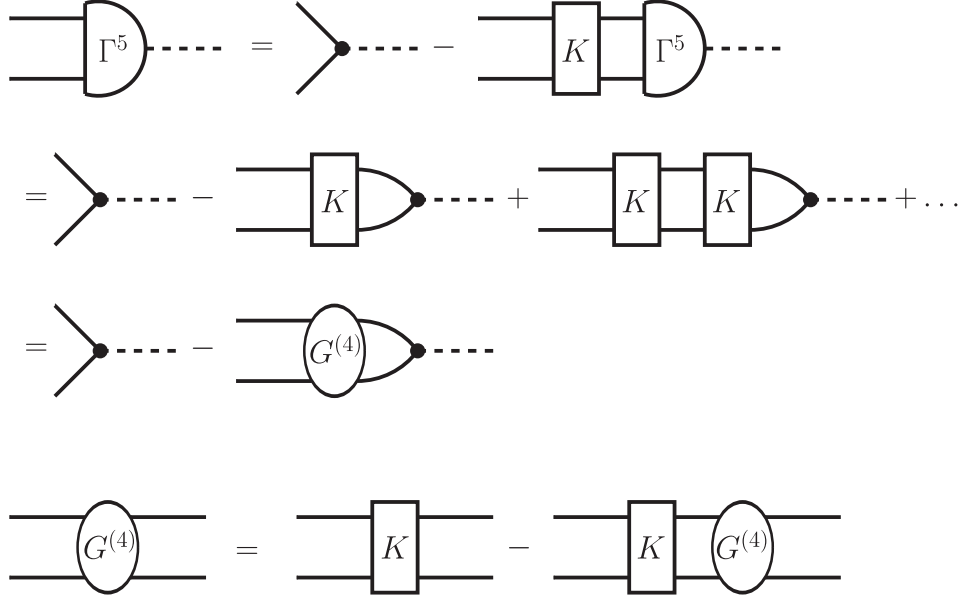 Γ⁵ = − K Γ⁵
= − K + K K + . . .
= − G⁽⁴⁾
G⁽⁴⁾ = K − K G⁽⁴⁾